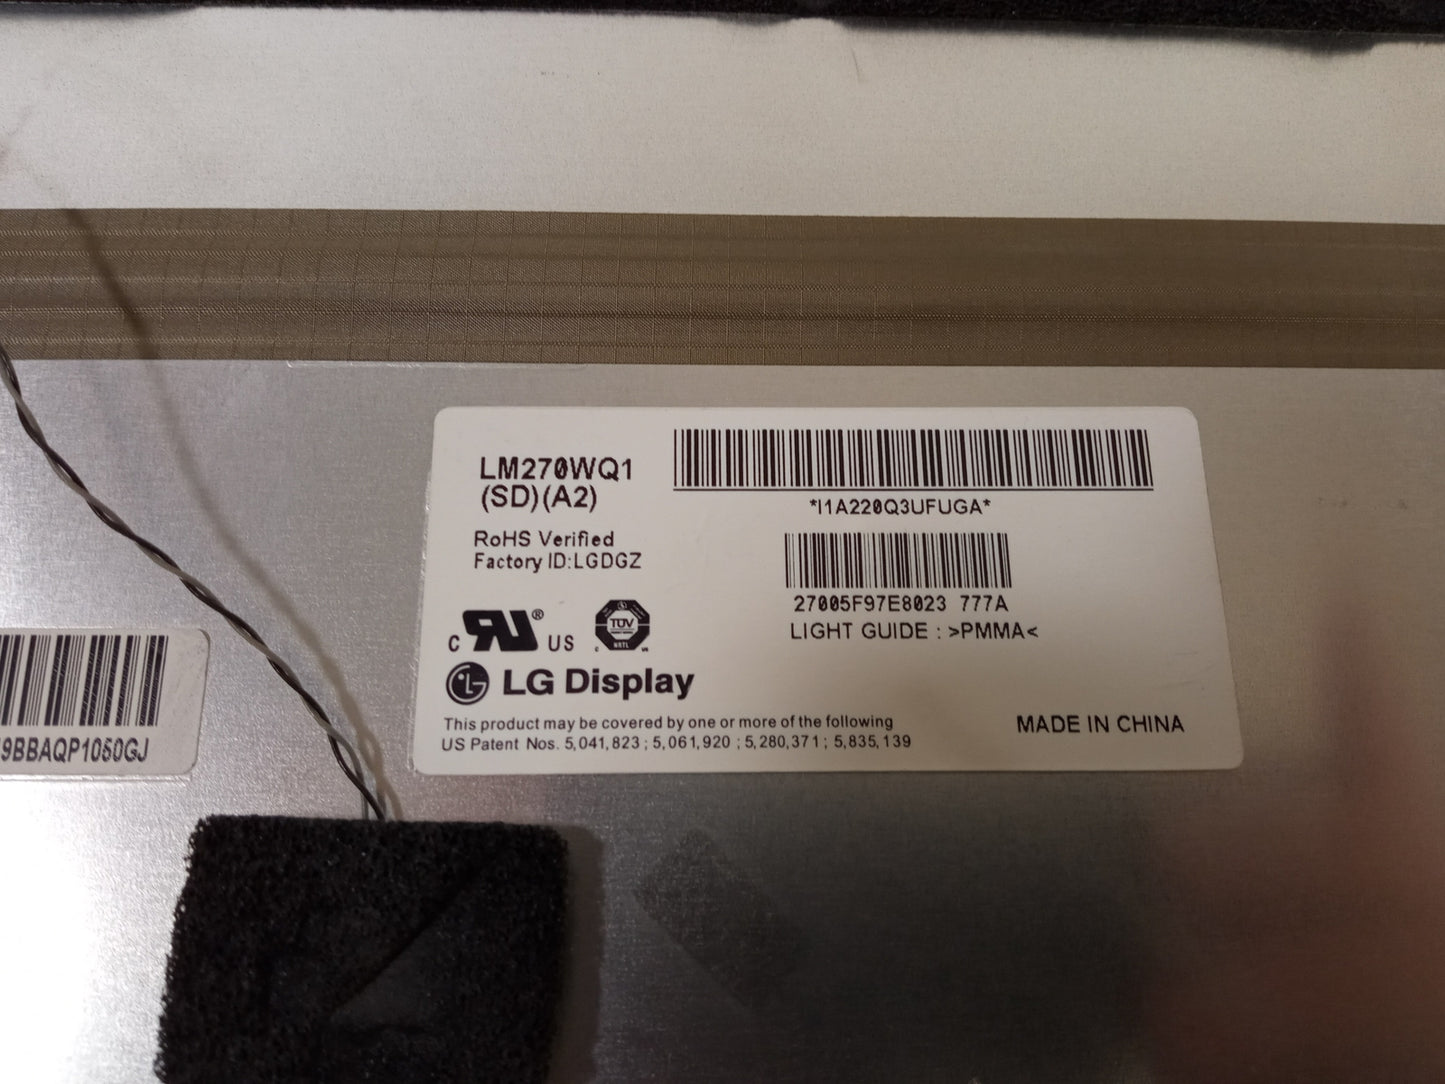 LM270WQ1
(SD)(A2)
*I1A220Q3UFUGA*
RoHS Verified
Factory ID:LGDGZ
27005F97E8023 777A
LIGHT GUIDE : >PMMA<
C US ®
TUV
NRTL
LG Display
This product may be covered by one or more of the following
US Patent Nos. 5,041,823 ; 5,061,920 ; 5,280,371 ; 5,835,139
MADE IN CHINA
9BBAQP1050GJ